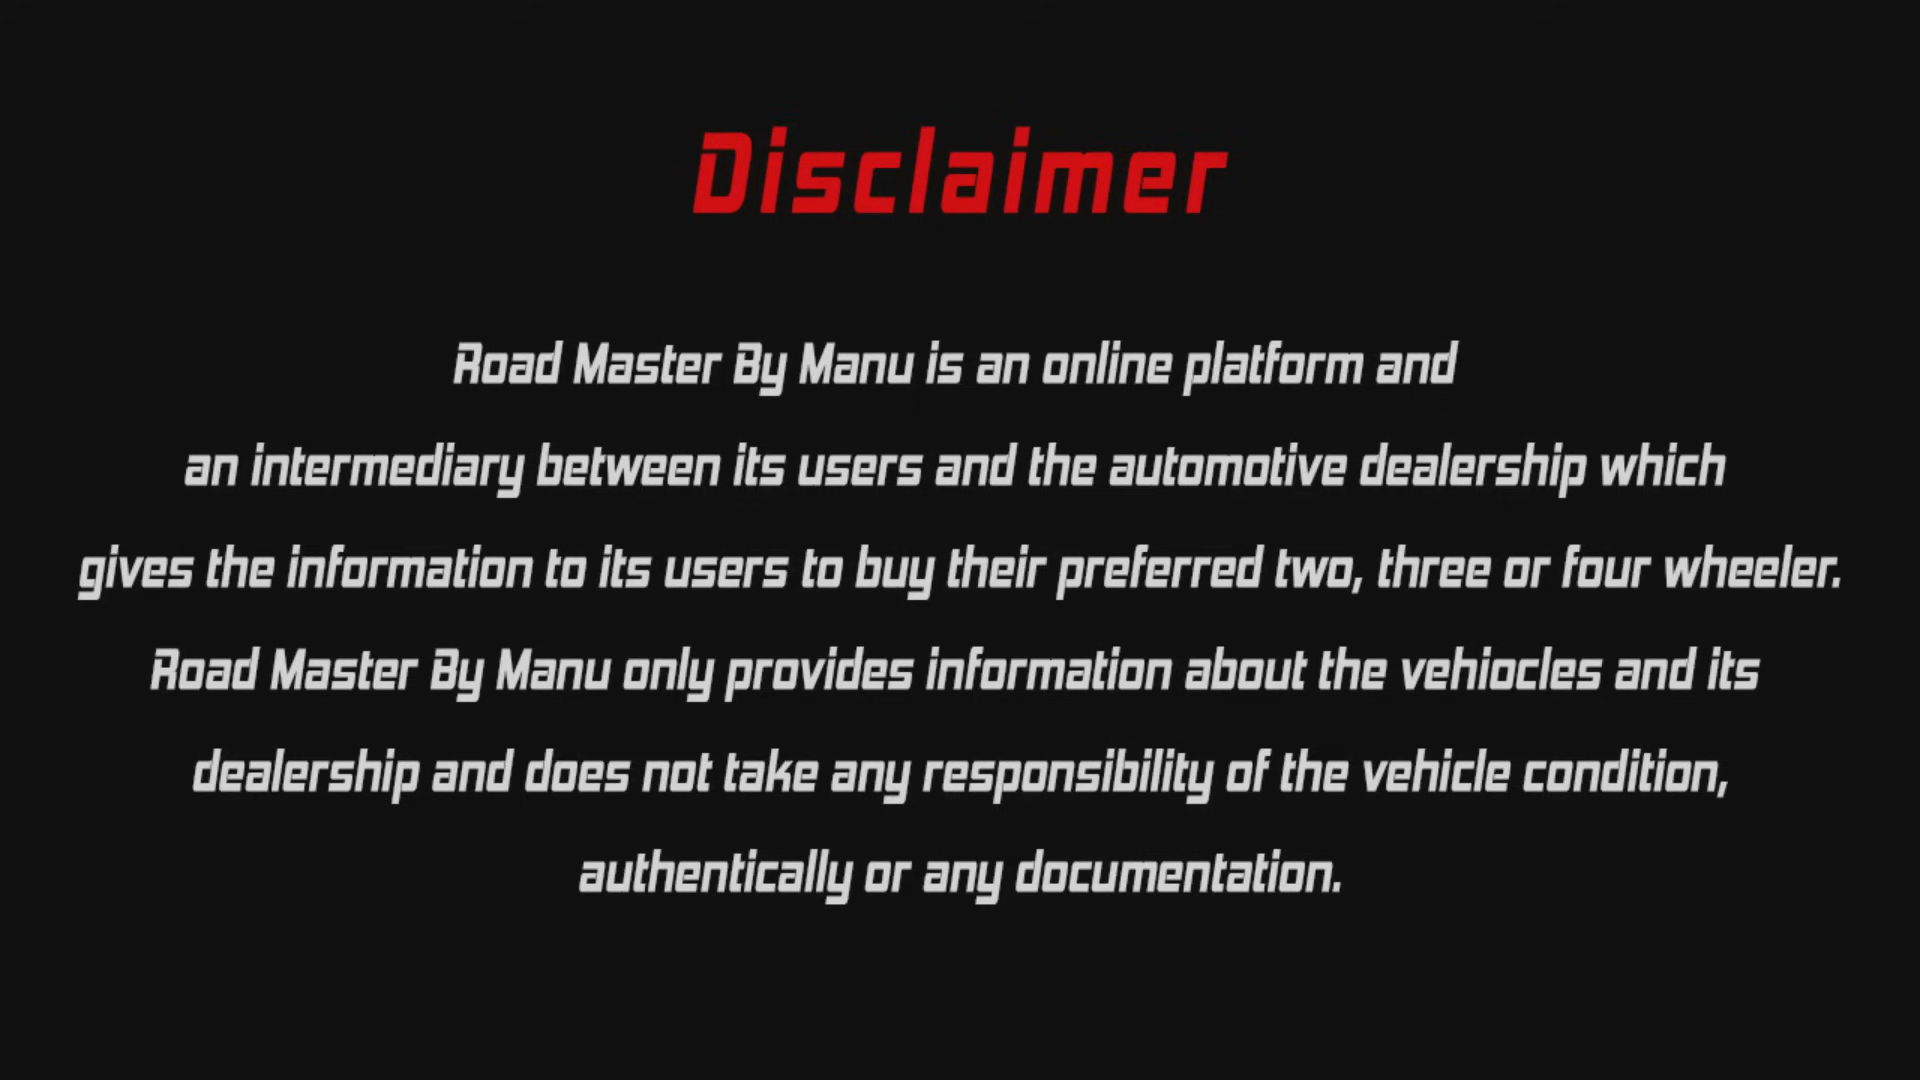 Disclaimer
Road Master By Manu is an online platform and
an intermediary between its users and the automotive dealership which
gives the information to its users to buy their preferred two, three or four wheeler.
Road Master By Manu only provides information about the vehiocles and its
dealership and does not take any responsibility of the vehicle condition,
authentically or any documentation.